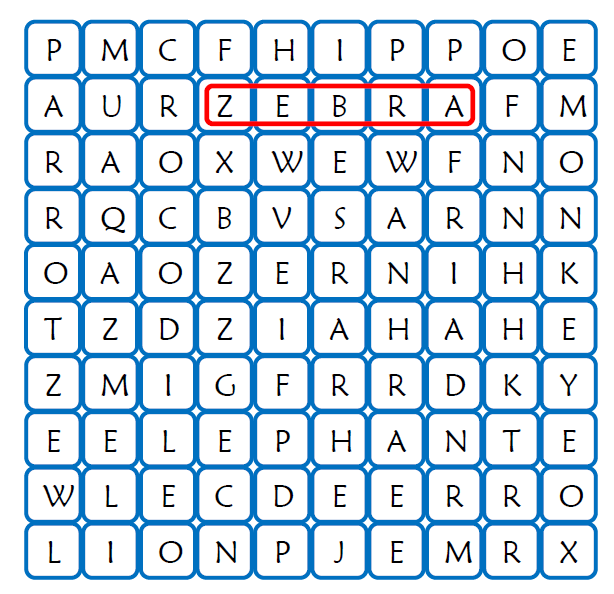 P M C F H I P P O E
A U R Z E B R A F M
R A O X W E W F N O
R Q C B V S A R N N
O A O Z E R N I H K
T Z D Z I A H A H E
Z M I G F R R D K Y
E E L E P H A N T E
W L E C D E E R R O
L I O N P J E M R X